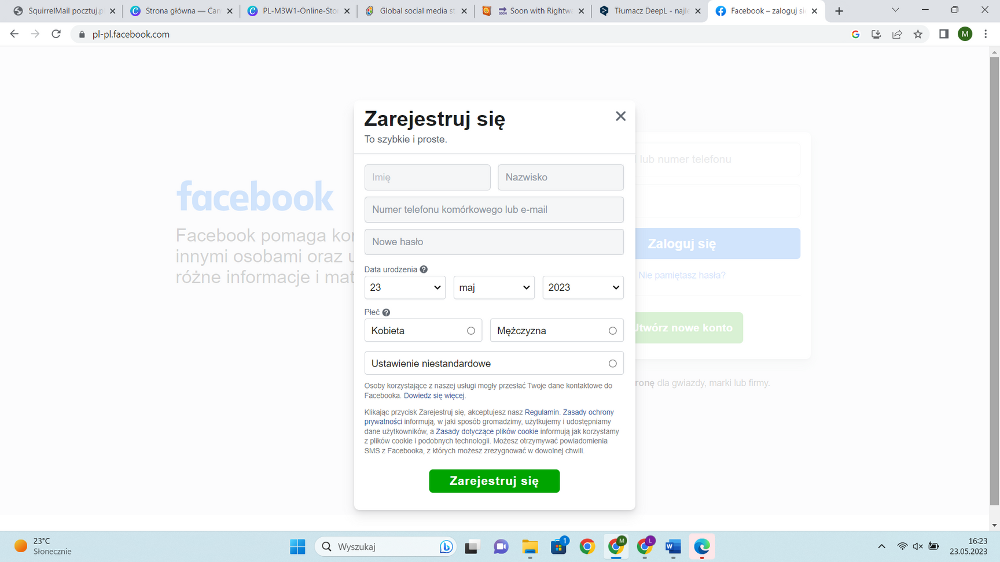 SquirrelMail pocztuj.p
Strona główna — Can
PL-M3W1-Online-Stor
Global social media st
SOON Soon with Rightwa
Tłumacz DeepL - najle
Facebook – zaloguj się
pl-pl.facebook.com
M
Zarejestruj się
To szybkie i proste.
Imię
Nazwisko
Numer telefonu komórkowego lub e-mail
Nowe hasło
Data urodzenia ?
23
maj
2023
Płeć ?
Kobieta
Mężczyzna
Ustawienie niestandardowe
Osoby korzystające z naszej usługi mogły przesłać Twoje dane kontaktowe do
Facebooka. Dowiedz się więcej.
Klikając przycisk Zarejestruj się, akceptujesz nasz Regulamin. Zasady ochrony
prywatności informują, w jaki sposób gromadzimy, użytkujemy i udostępniamy
dane użytkowników, a Zasady dotyczące plików cookie informują jak korzystamy
z plików cookie i podobnych technologii. Możesz otrzymywać powiadomienia
SMS z Facebooka, z których możesz zrezygnować w dowolnej chwili.
Zarejestruj się
facebook
Facebook pomaga kon
innymi osobami oraz u
różne informacje i mat
lub numer telefonu
Zaloguj się
Nie pamiętasz hasła?
Utwórz nowe konto
ronę dla gwiazdy, marki lub firmy.
23°C
Słonecznie
Wyszukaj
1
M
L
W
16:23
23.05.2023